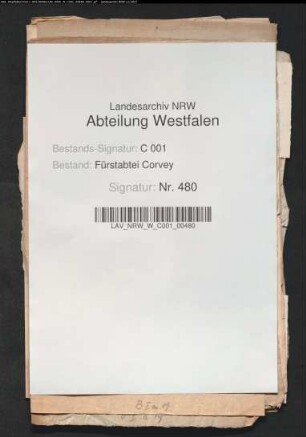 Landesarchiv NRW
Abteilung Westfalen
Bestands-Signatur: C 001
Bestand: Fürstabtei Corvey
Signatur: Nr. 480
LAV_NRW_W_C001_00480